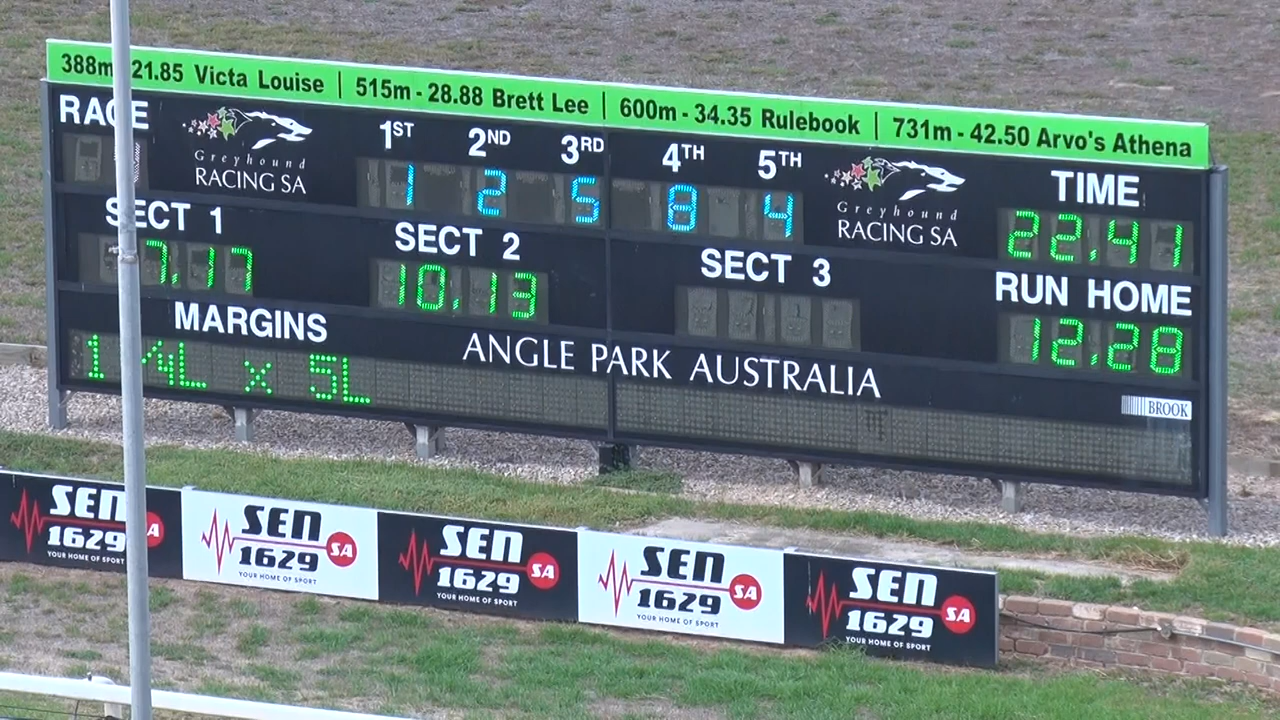 388m 21.85 Victa Louise | 515m - 28.88 Brett Lee | 600m - 34.35 Rulebook | 731m - 42.50 Arvo's Athena
RACE
Greyhound
RACING SA
1ST 2ND 3RD 4TH 5TH
1 2 5 8 4
Greyhound
RACING SA
TIME
22.41
SECT 1
7.17
SECT 2
10.13
SECT 3
RUN HOME
12.28
MARGINS
1 /4L x 5L
ANGLE PARK AUSTRALIA
BROOK
SEN
1629
A
YOUR HOME OF SPORT
SEN
1629
SA
YOUR HOME OF SPORT
SEN
1629
SA
YOUR HOME OF SPORT
SEN
1629
SA
YOUR HOME OF SPORT
SEN
1629
SA
YOUR HOME OF SPORT